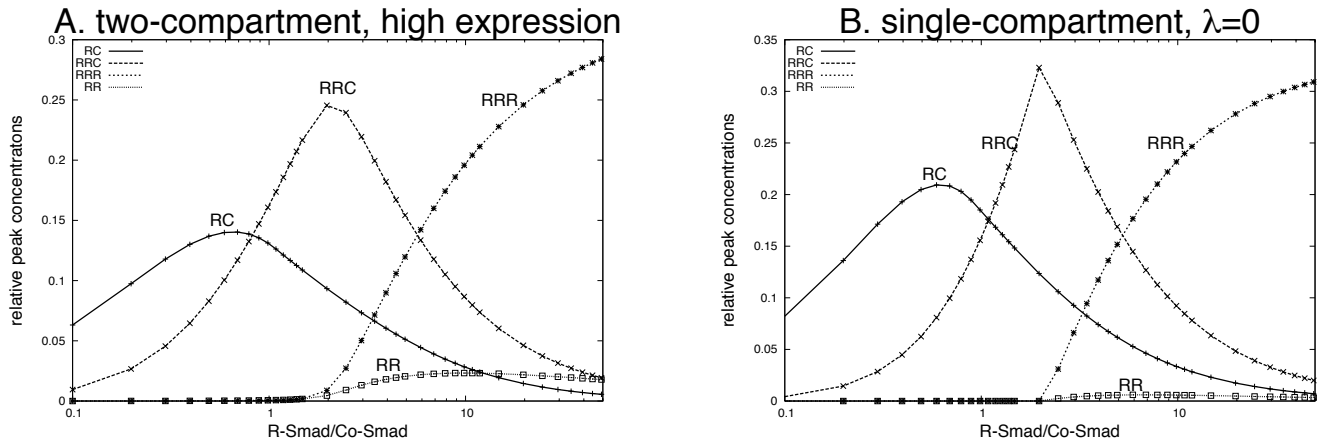 A. two-compartment, high expression
0.3
RC
RRC
RRR
RR
0.25
0.2
0.15
0.1
0.05
0
relative peak concentratons
RRC
RRR
RC
RR
0.1
1
10
R-Smad/Co-Smad
B. single-compartment, λ=0
0.35
RC
RRC
RRR
RR
0.3
0.25
0.2
0.15
0.1
0.05
0
relative peak concentrations
RRC
RRR
RC
RR
0.1
1
10
R-Smad/Co-Smad